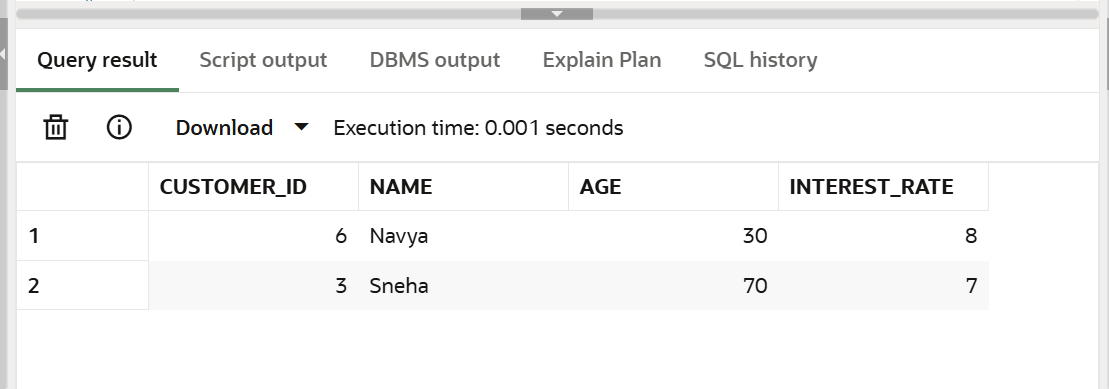 Query result Script output DBMS output Explain Plan SQL history
Download Execution time: 0.001 seconds
CUSTOMER_ID NAME AGE INTEREST_RATE
1 6 Navya 30 8
2 3 Sneha 70 7